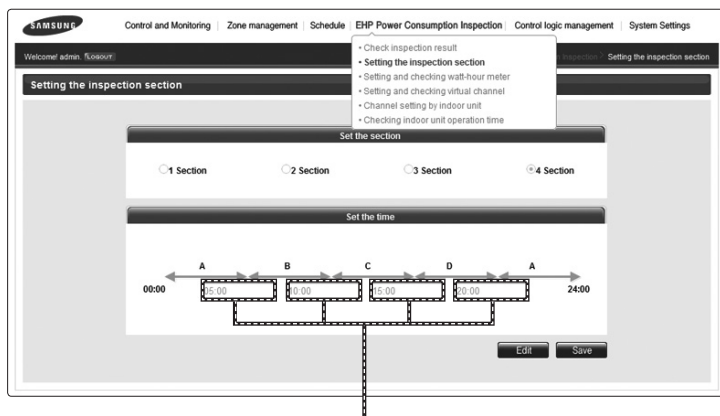 SAMSUNG Control and Monitoring Zone management Schedule EHP Power Consumption Inspection Control logic management System Settings
Welcome! admin. LOGOUT Inspection > Setting the inspection section
• Check inspection result
• Setting the inspection section
• Setting and checking watt-hour meter
• Setting and checking virtual channel
• Channel setting by indoor unit
• Checking indoor unit operation time
Setting the inspection section
Set the section
1 Section 2 Section 3 Section 4 Section
Set the time
A B C D A
00:00 05:00 10:00 15:00 20:00 24:00
Edit Save